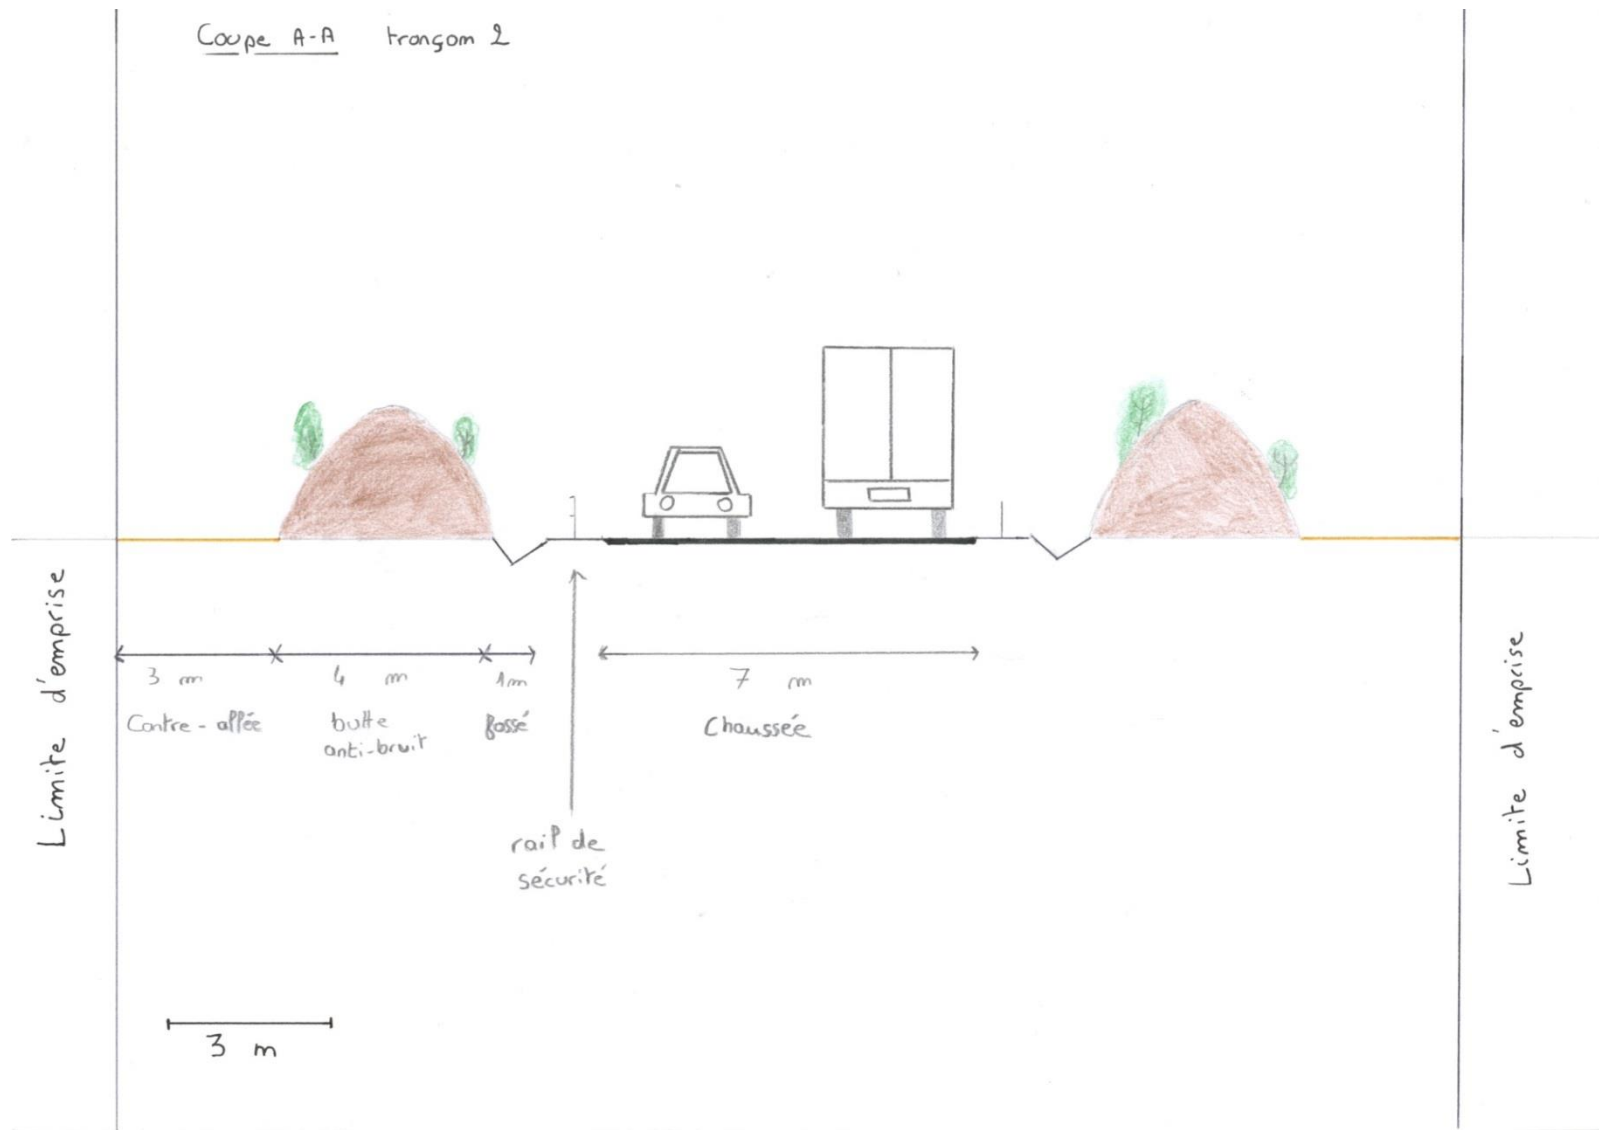 Coupe A-A tronçon 2
3 m
4 m
1m
7 m
Contre-allée
butte
anti-bruit
fossé
Chaussée
rail de
sécurité
Limite d'emprise
Limite d'emprise
3 m